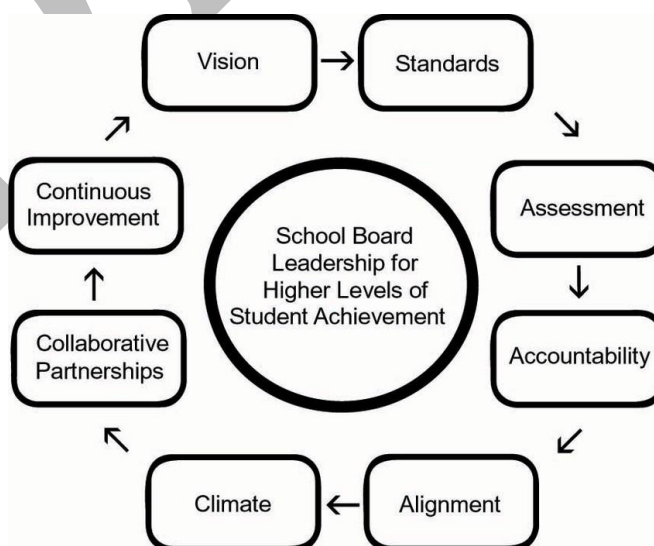 Vision
Standards
Assessment
Accountability
Alignment
Climate
Collaborative
Partnerships
Continuous
Improvement
School Board
Leadership for
Higher Levels of
Student Achievement